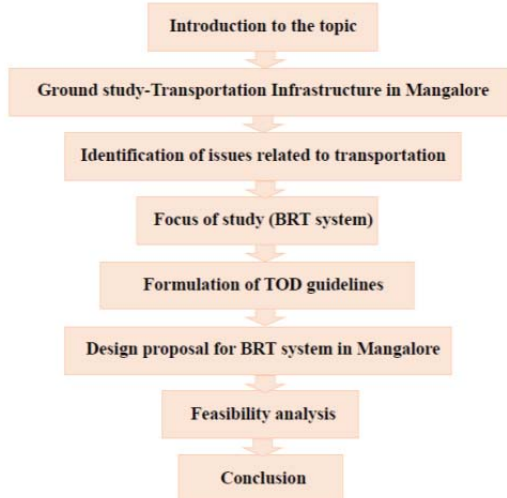 Introduction to the topic
Ground study-Transportation Infrastructure in Mangalore
Identification of issues related to transportation
Focus of study (BRT system)
Formulation of TOD guidelines
Design proposal for BRT system in Mangalore
Feasibility analysis
Conclusion